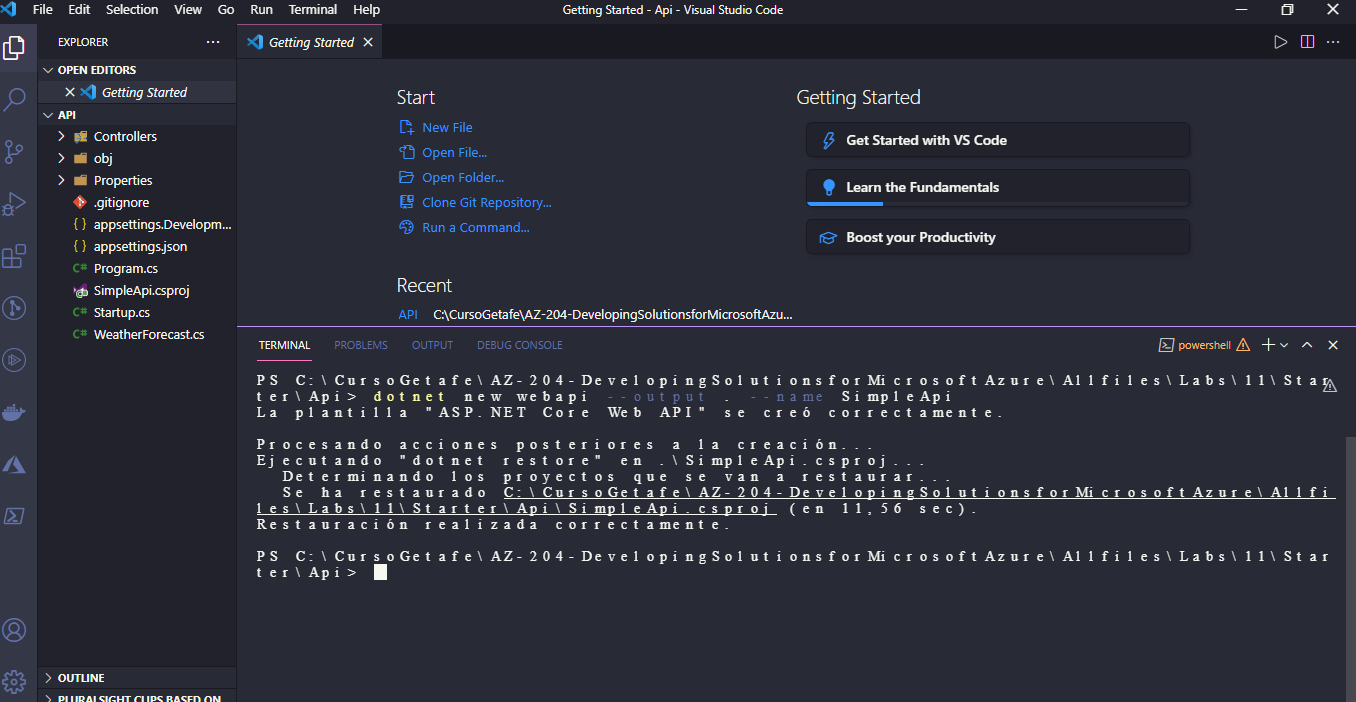 File Edit Selection View Go Run Terminal Help
Getting Started - Api - Visual Studio Code
EXPLORER
OPEN EDITORS
Getting Started
API
Controllers
obj
Properties
.gitignore
appsettings.Developm...
appsettings.json
Program.cs
SimpleApi.csproj
Startup.cs
WeatherForecast.cs
OUTLINE
PLURALSIGHT CLIPS BASED ON
Getting Started
Start
New File
Open File...
Open Folder...
Clone Git Repository...
Run a Command...
Recent
API C:\CursoGetafe\AZ-204-DevelopingSolutionsforMicrosoftAzu...
Getting Started
Get Started with VS Code
Learn the Fundamentals
Boost your Productivity
TERMINAL PROBLEMS OUTPUT DEBUG CONSOLE
powershell
PS C:\CursoGetafe\AZ-204-DevelopingSolutionsforMicrosoftAzure\Allfiles\Labs\11\Star
ter\Api> dotnet new webapi --output . --name SimpleApi
La plantilla "ASP.NET Core Web API" se creó correctamente.
Procesando acciones posteriores a la creación...
Ejecutando "dotnet restore" en .\SimpleApi.csproj...
Determinando los proyectos que se van a restaurar...
Se ha restaurado C:\CursoGetafe\AZ-204-DevelopingSolutionsforMicrosoftAzure\Allfi
les\Labs\11\Starter\Api\SimpleApi.csproj (en 11,56 sec).
Restauración realizada correctamente.
PS C:\CursoGetafe\AZ-204-DevelopingSolutionsforMicrosoftAzure\Allfiles\Labs\11\Star
ter\Api>